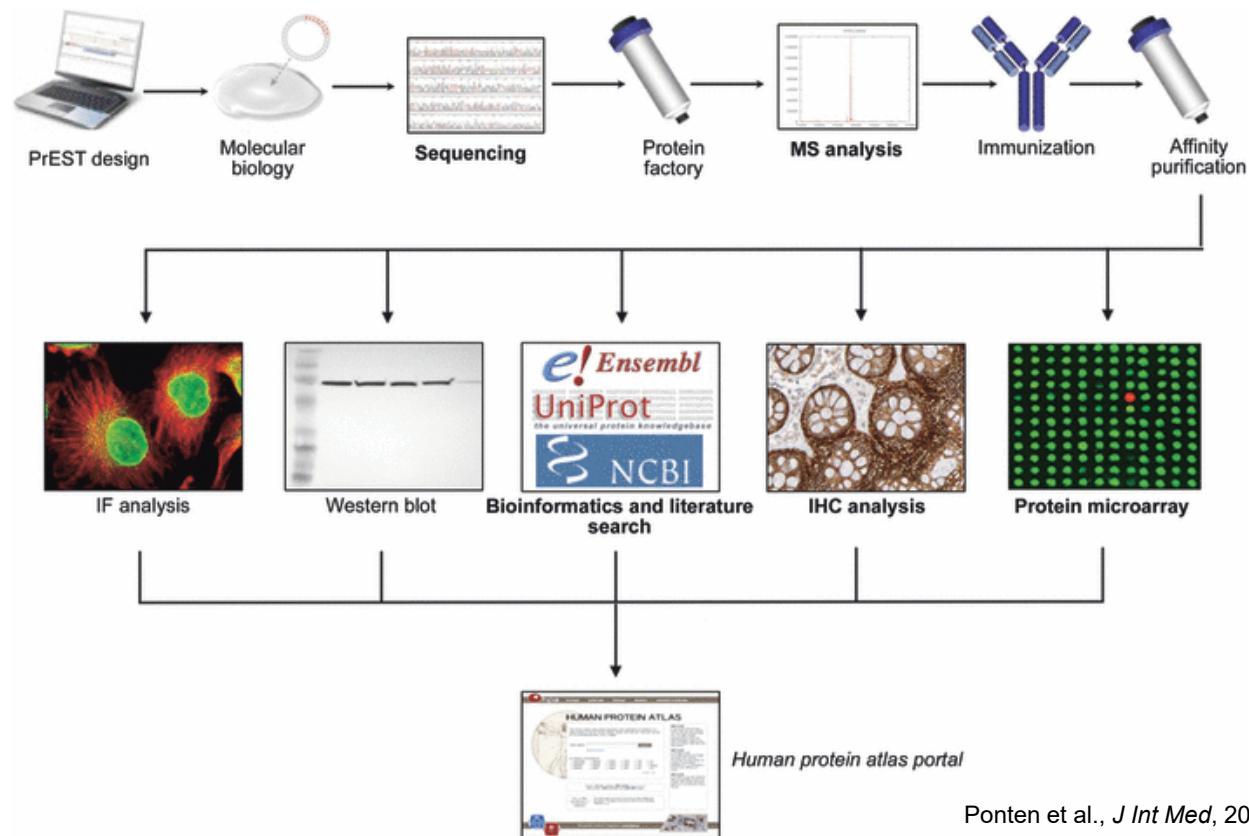 PrEST design
Molecular
biology
Sequencing
Protein
factory
MS analysis
Immunization
Affinity
purification
e! Ensembl
UniProt
the universal protein knowledgebase
NCBI
IF analysis
Western blot
Bioinformatics and literature
search
IHC analysis
Protein microarray
HUMAN PROTEIN ATLAS
Human protein atlas portal
Ponten et al., J Int Med, 20